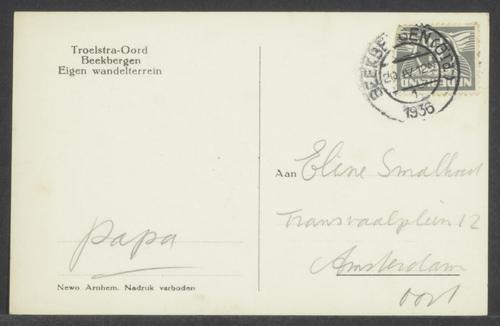 Troelstra-Oord
Beekbergen
Eigen wandelterrein
papa
Newo. Arnhem. Nadruk verboden
BEEKBERGEN (GLD.)
1936
Aan Eline Smalhout
Transvaalplein 12
Amsterdam
oost